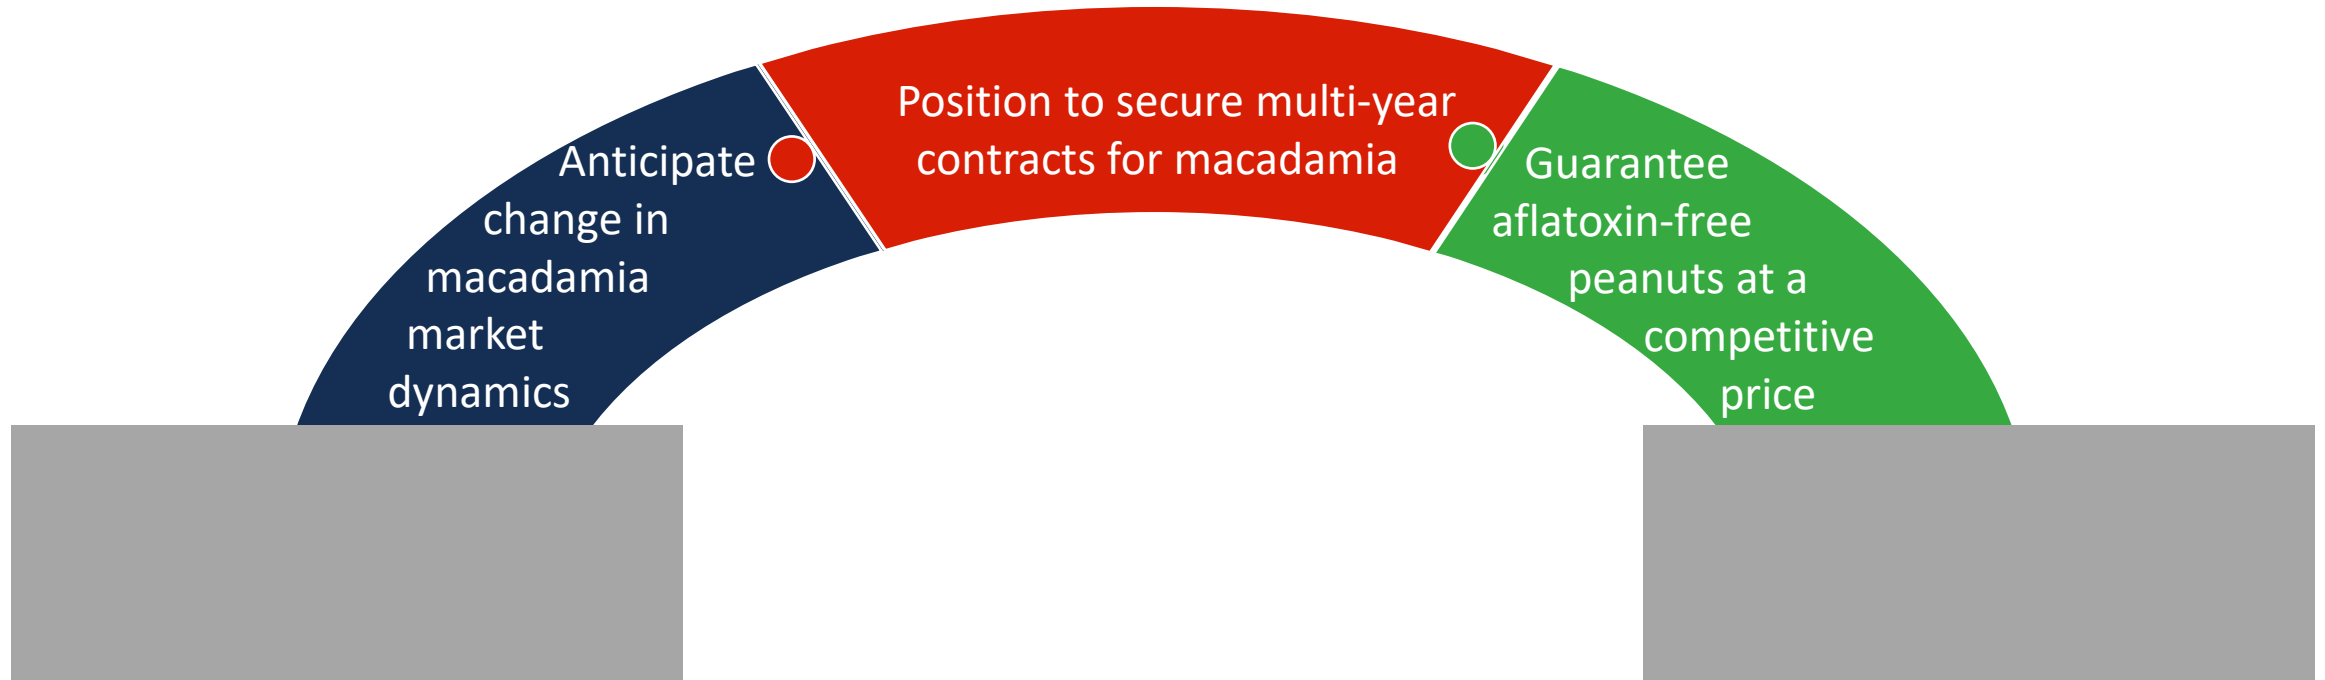 Anticipate
change in
macadamia
market
dynamics
Position to secure multi-year
contracts for macadamia
Guarantee
aflatoxin-free
peanuts at a
competitive
price